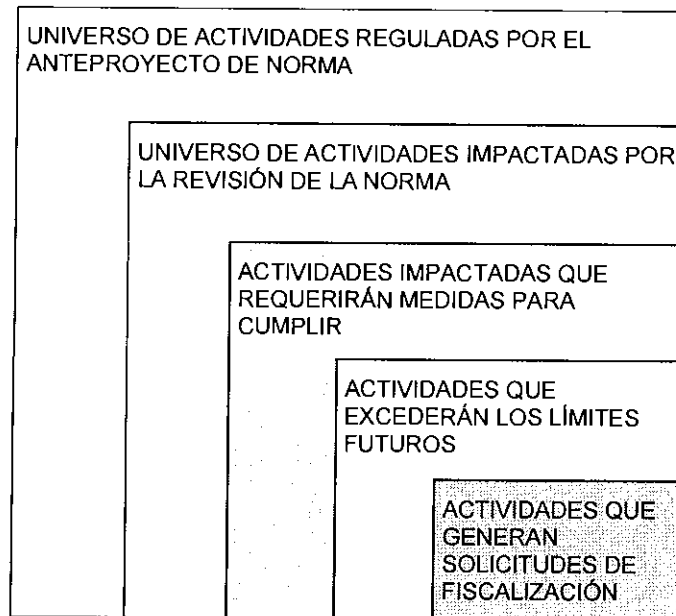 UNIVERSO DE ACTIVIDADES REGULADAS POR EL
ANTEPROYECTO DE NORMA
UNIVERSO DE ACTIVIDADES IMPACTADAS POR
LA REVISIÓN DE LA NORMA
ACTIVIDADES IMPACTADAS QUE
REQUERIRÁN MEDIDAS PARA
CUMPLIR
ACTIVIDADES QUE
EXCEDERÁN LOS LÍMITES
FUTUROS
ACTIVIDADES QUE
GENERAN
SOLICITUDES DE
FISCALIZACIÓN